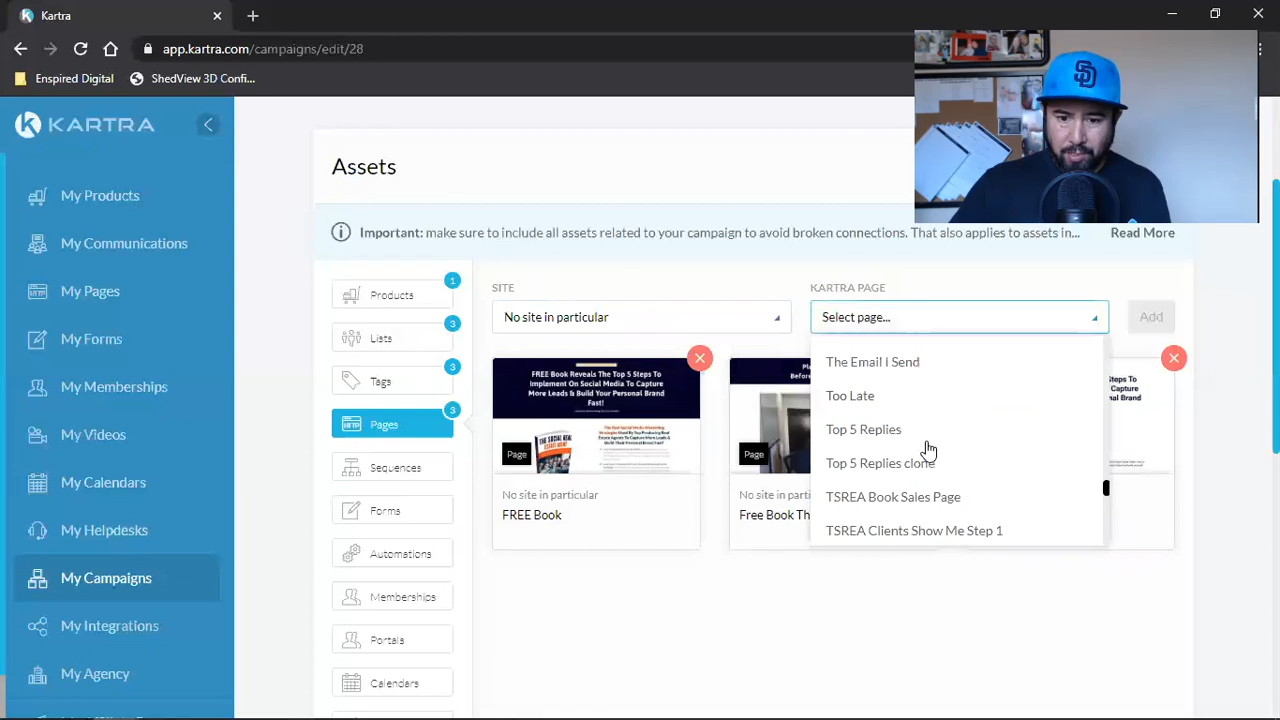 Kartra
app.kartra.com/campaigns/edit/28
Enspired Digital
ShedView 3D Confi...
SD
KARTRA
My Products
My Communications
My Pages
My Forms
My Memberships
My Videos
My Calendars
My Helpdesks
My Campaigns
My Integrations
My Agency
Assets
Important: make sure to include all assets related to your campaign to avoid broken connections. That also applies to assets in...
Read More
Products
1
Lists
3
Tags
3
Pages
3
Forms
Automations
Memberships
Portals
Calendars
SITE
No site in particular
KARTRA PAGE
Select page...
Add
The Email I Send
Too Late
Top 5 Replies
Top 5 Replies clone
TSREA Book Sales Page
TSREA Clients Show Me Step 1
FREE Book Reveals The Top 5 Steps To
Implement On Social Media To Capture
More Leads & Build Your Personal Brand
Fast!
Page
No site in particular
FREE Book
Page
No site in parti
Free Book Th